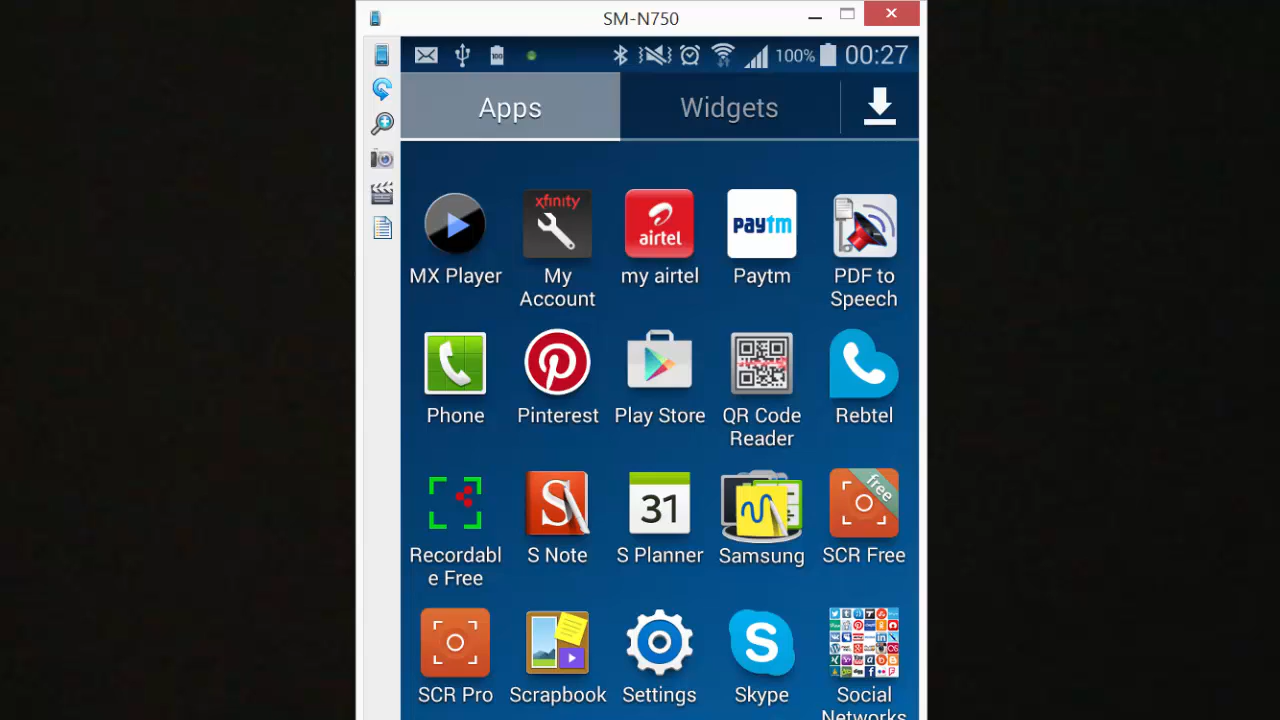 SM-N750
100% 00:27
Apps Widgets
xfinity
airtel
paytm
MX Player My Account my airtel Paytm PDF to Speech
Phone Pinterest Play Store QR Code Reader Rebtel
free
31
Recordabl
e Free S Note S Planner Samsung SCR Free
SCR Pro Scrapbook Settings Skype Social Networks